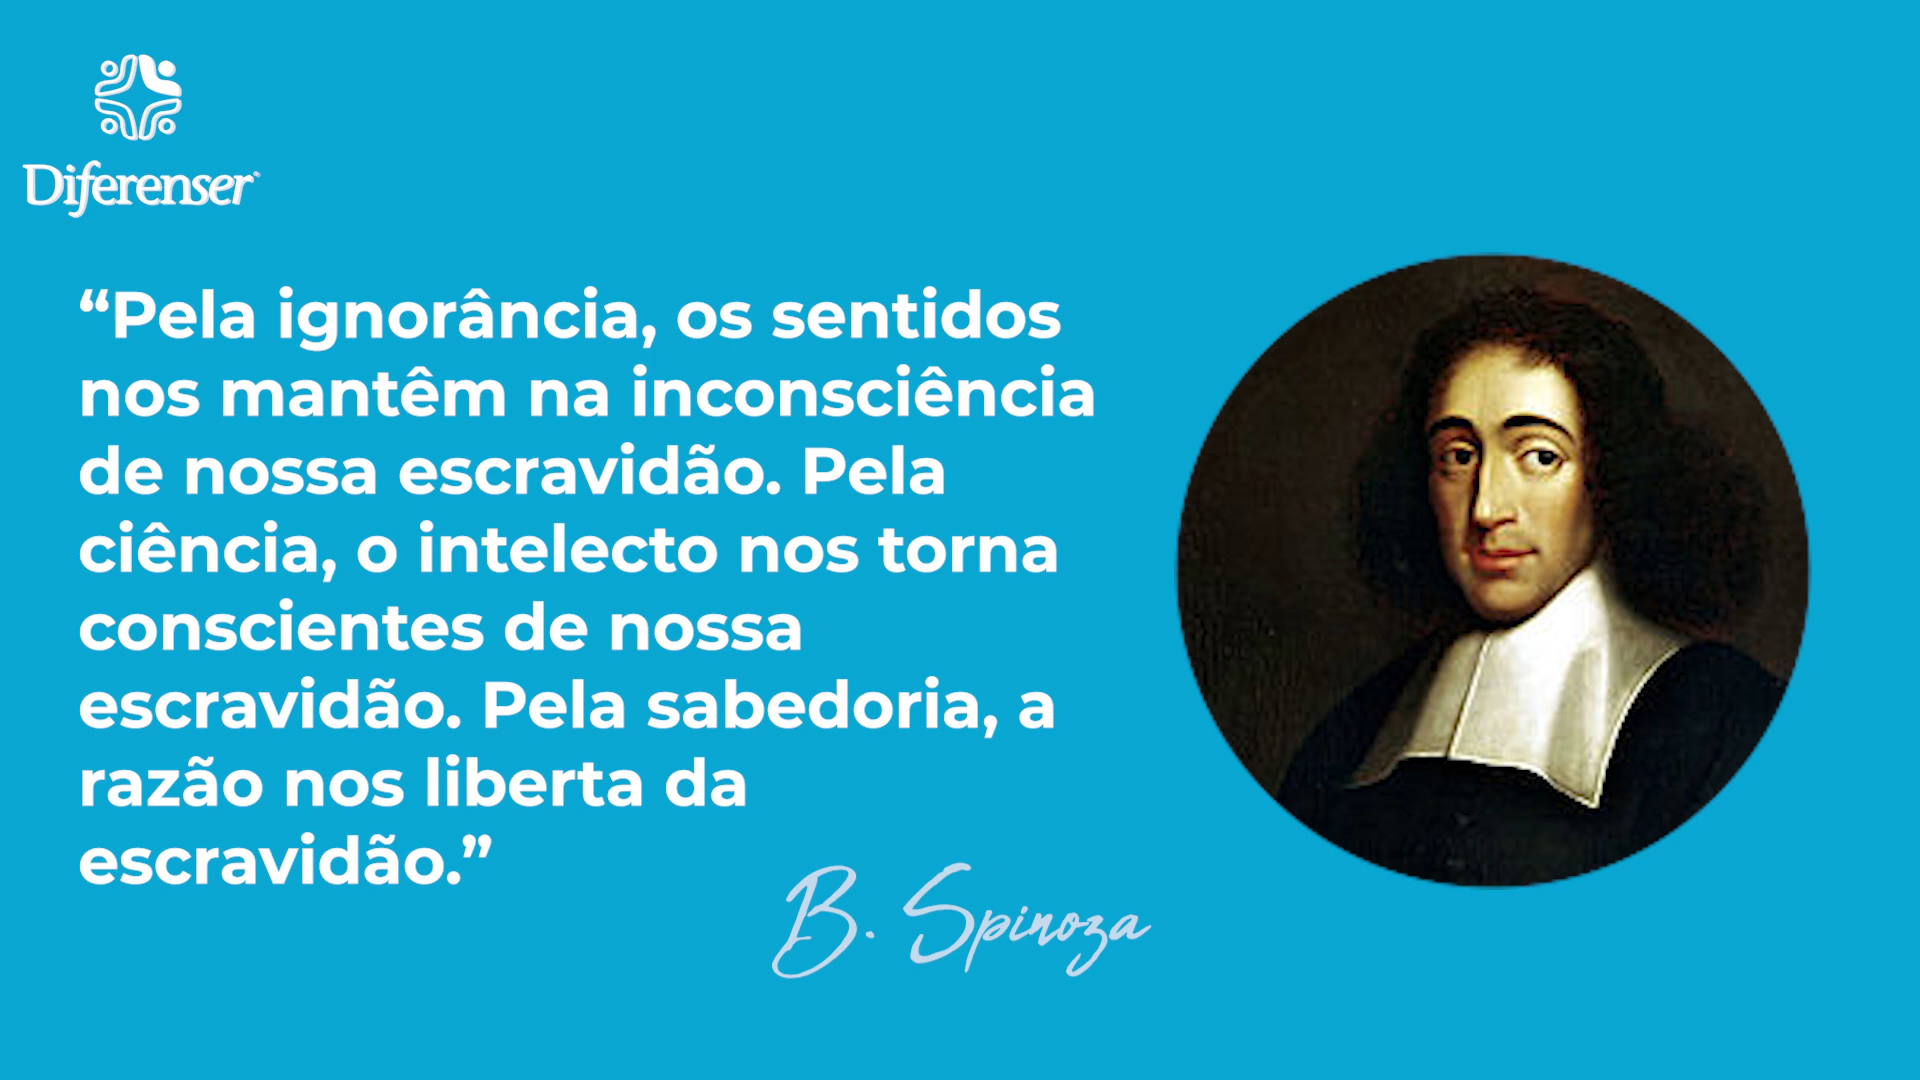 Diferenser
“Pela ignorância, os sentidos
nos mantêm na inconsciência
de nossa escravidão. Pela
ciência, o intelecto nos torna
conscientes de nossa
escravidão. Pela sabedoria, a
razão nos liberta da
escravidão.”
B. Spinoza